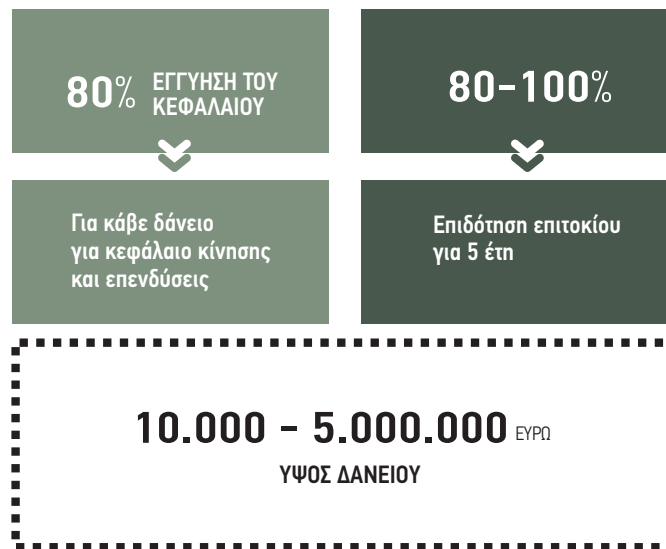 80% ΕΓΓΥΗΣΗ ΤΟΥ
ΚΕΦΑΛΑΙΟΥ
Για κάβε δάνειο
για κεφάλαιο κίνησης
και επενδύσεις
80-100%
Επιδότηση επιτοκίου
για 5 έτη
10.000 - 5.000.000 ΕΥΡΩ
ΥΨΟΣ ΔΑΝΕΙΟΥ